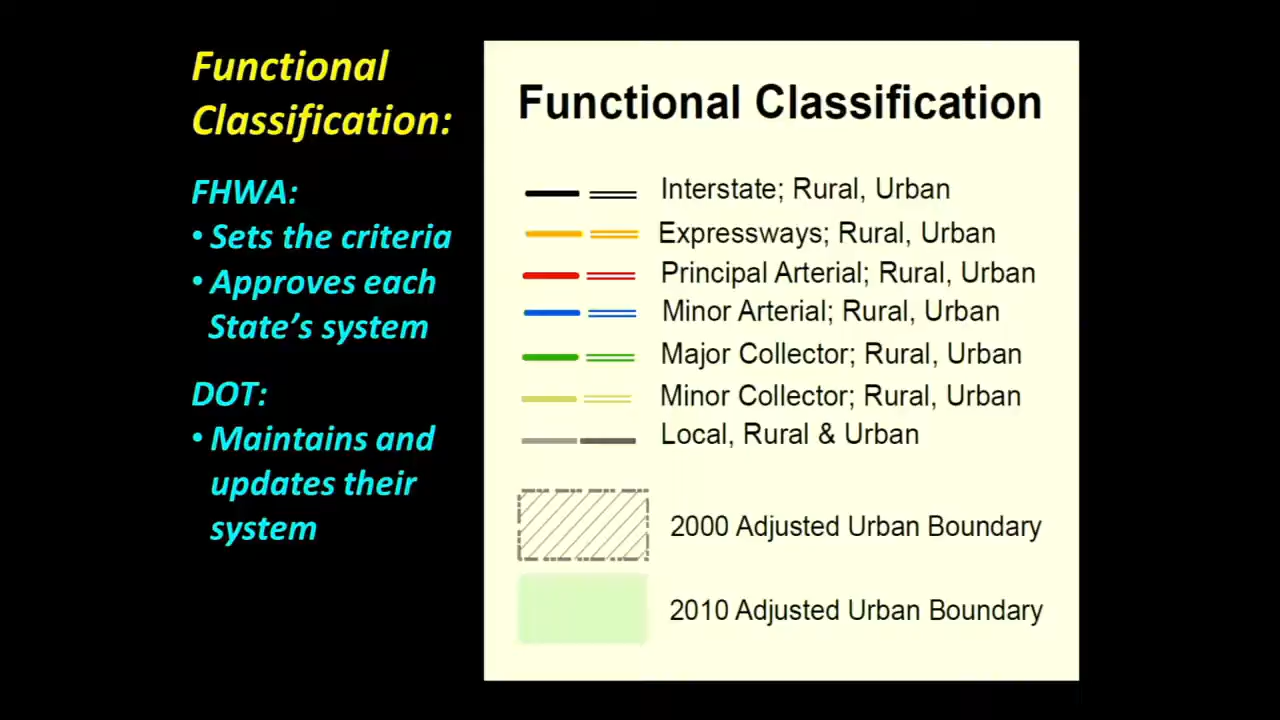 Functional
Classification:
FHWA:
• Sets the criteria
• Approves each
State's system
DOT:
• Maintains and
updates their
system
Functional Classification
Interstate; Rural, Urban
Expressways; Rural, Urban
Principal Arterial; Rural, Urban
Minor Arterial; Rural, Urban
Major Collector; Rural, Urban
Minor Collector; Rural, Urban
Local, Rural & Urban
2000 Adjusted Urban Boundary
2010 Adjusted Urban Boundary